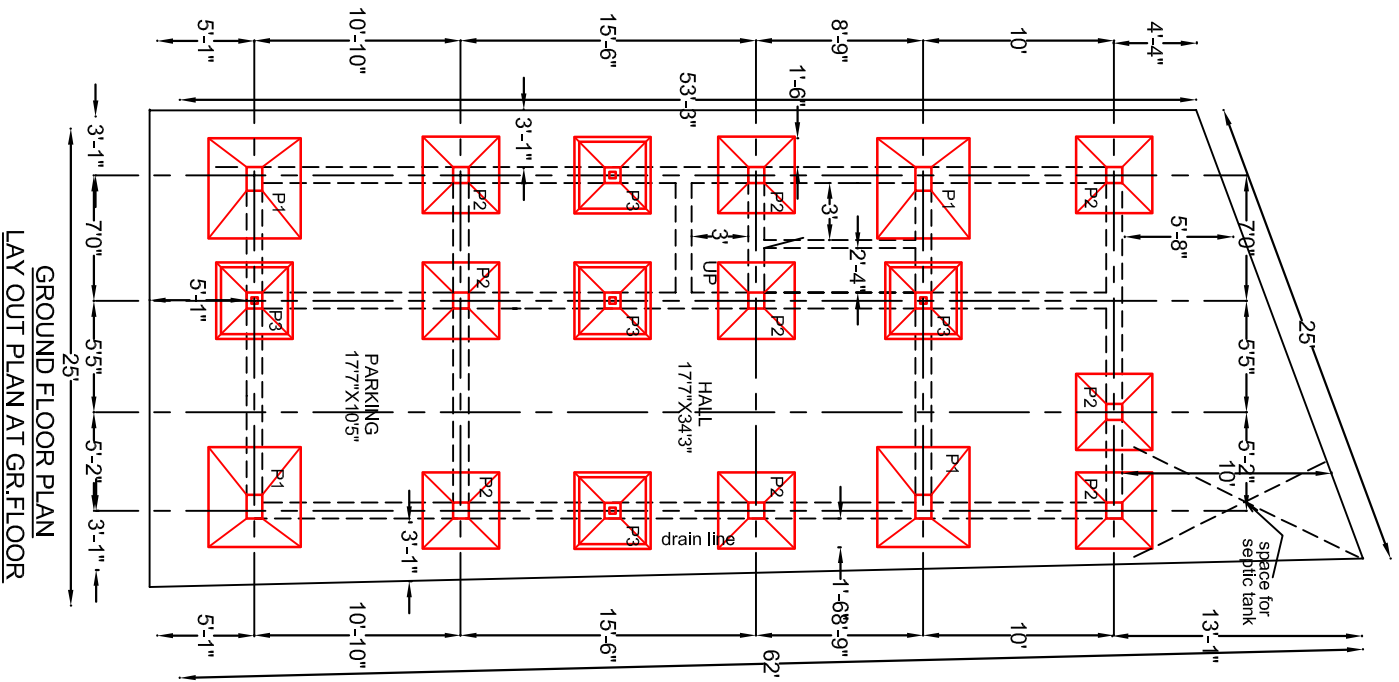 5'-1"
10'-10"
15'-6"
8'-9"
10'
4'-4"
53'-3"
1'-6"
3'-1"
3'-1"
7'0"
5'5"
5'-2"
3'-1"
25'
P1
P2
P3
P2
P1
P2
3'
3'
2'-4"
UP
5'-8"
7'0"
5'5"
5'-2"
25'
5'-1"
P3
P2
P3
P2
P3
PARKING
17'7"X10'5"
HALL
17'7"X34'3"
P2
10'
P1
P2
P3
P2
P1
P2
drain line
3'-1"
1'-6"
space for
septic tank
5'-1"
10'-10"
15'-6"
8'-9"
10'
13'-1"
62'
GROUND FLOOR PLAN
LAY OUT PLAN AT GR.FLOOR